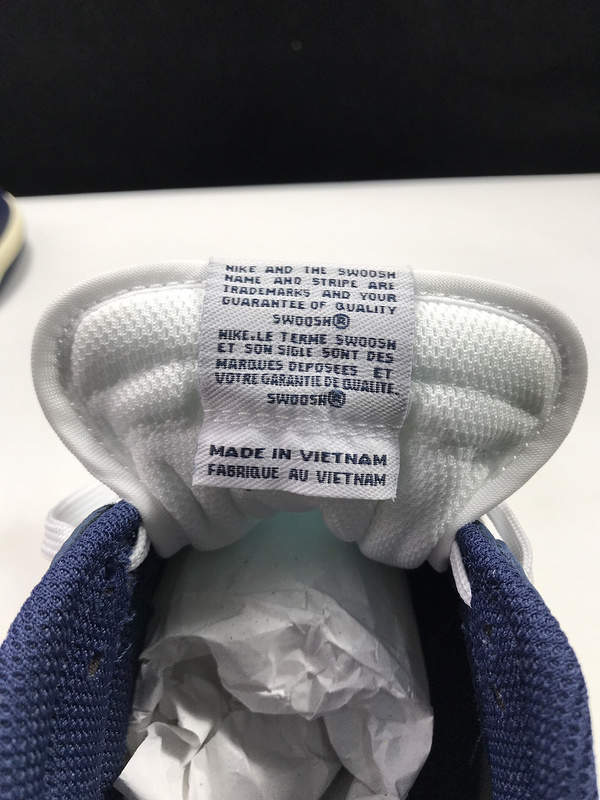 NIKE AND THE SWOOSH
NAME AND STRIPE ARE
TRADEMARKS AND YOUR
GUARANTEE OF QUALITY
SWOOSH®
NIKE.LE TERME SWOOSH
ET SON SIGLE SONT DES
MARQUES DEPOSEES ET
VOTRE GARANTIE DE QUALITE.
SWOOSH®
MADE IN VIETNAM
FABRIQUE AU VIETNAM